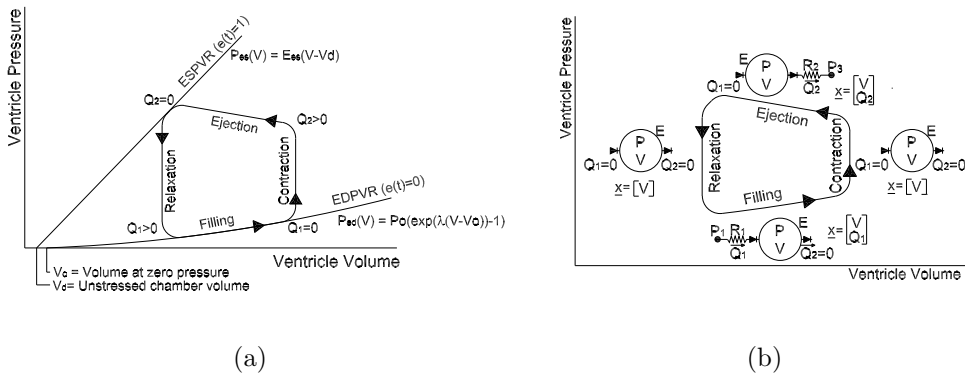 Ventricle Pressure
ESPVR (e(t)=1)
Pes(V) = Ees(V-Vd)
Q2=0
Ejection
Q2>0
Relaxation
Contraction
EDPVR (e(t)=0)
Q1>0
Filling
Q1=0
Ped(V) = Po(exp(λ(V-Vo))-1)
Ventricle Volume
Vo = Volume at zero pressure
Vd= Unstressed chamber volume
(a)
Ventricle Pressure
E
P
V
R2
P3
Q1=0
Q2
x= [V Q2]
Ejection
P
V
E
Q1=0
Q2=0
x= [V]
Relaxation
Contraction
P
V
E
Q1=0
Q2=0
x= [V]
Filling
P1
R1
Q1
P
V
E
Q2=0
x= [V Q1]
Ventricle Volume
(b)